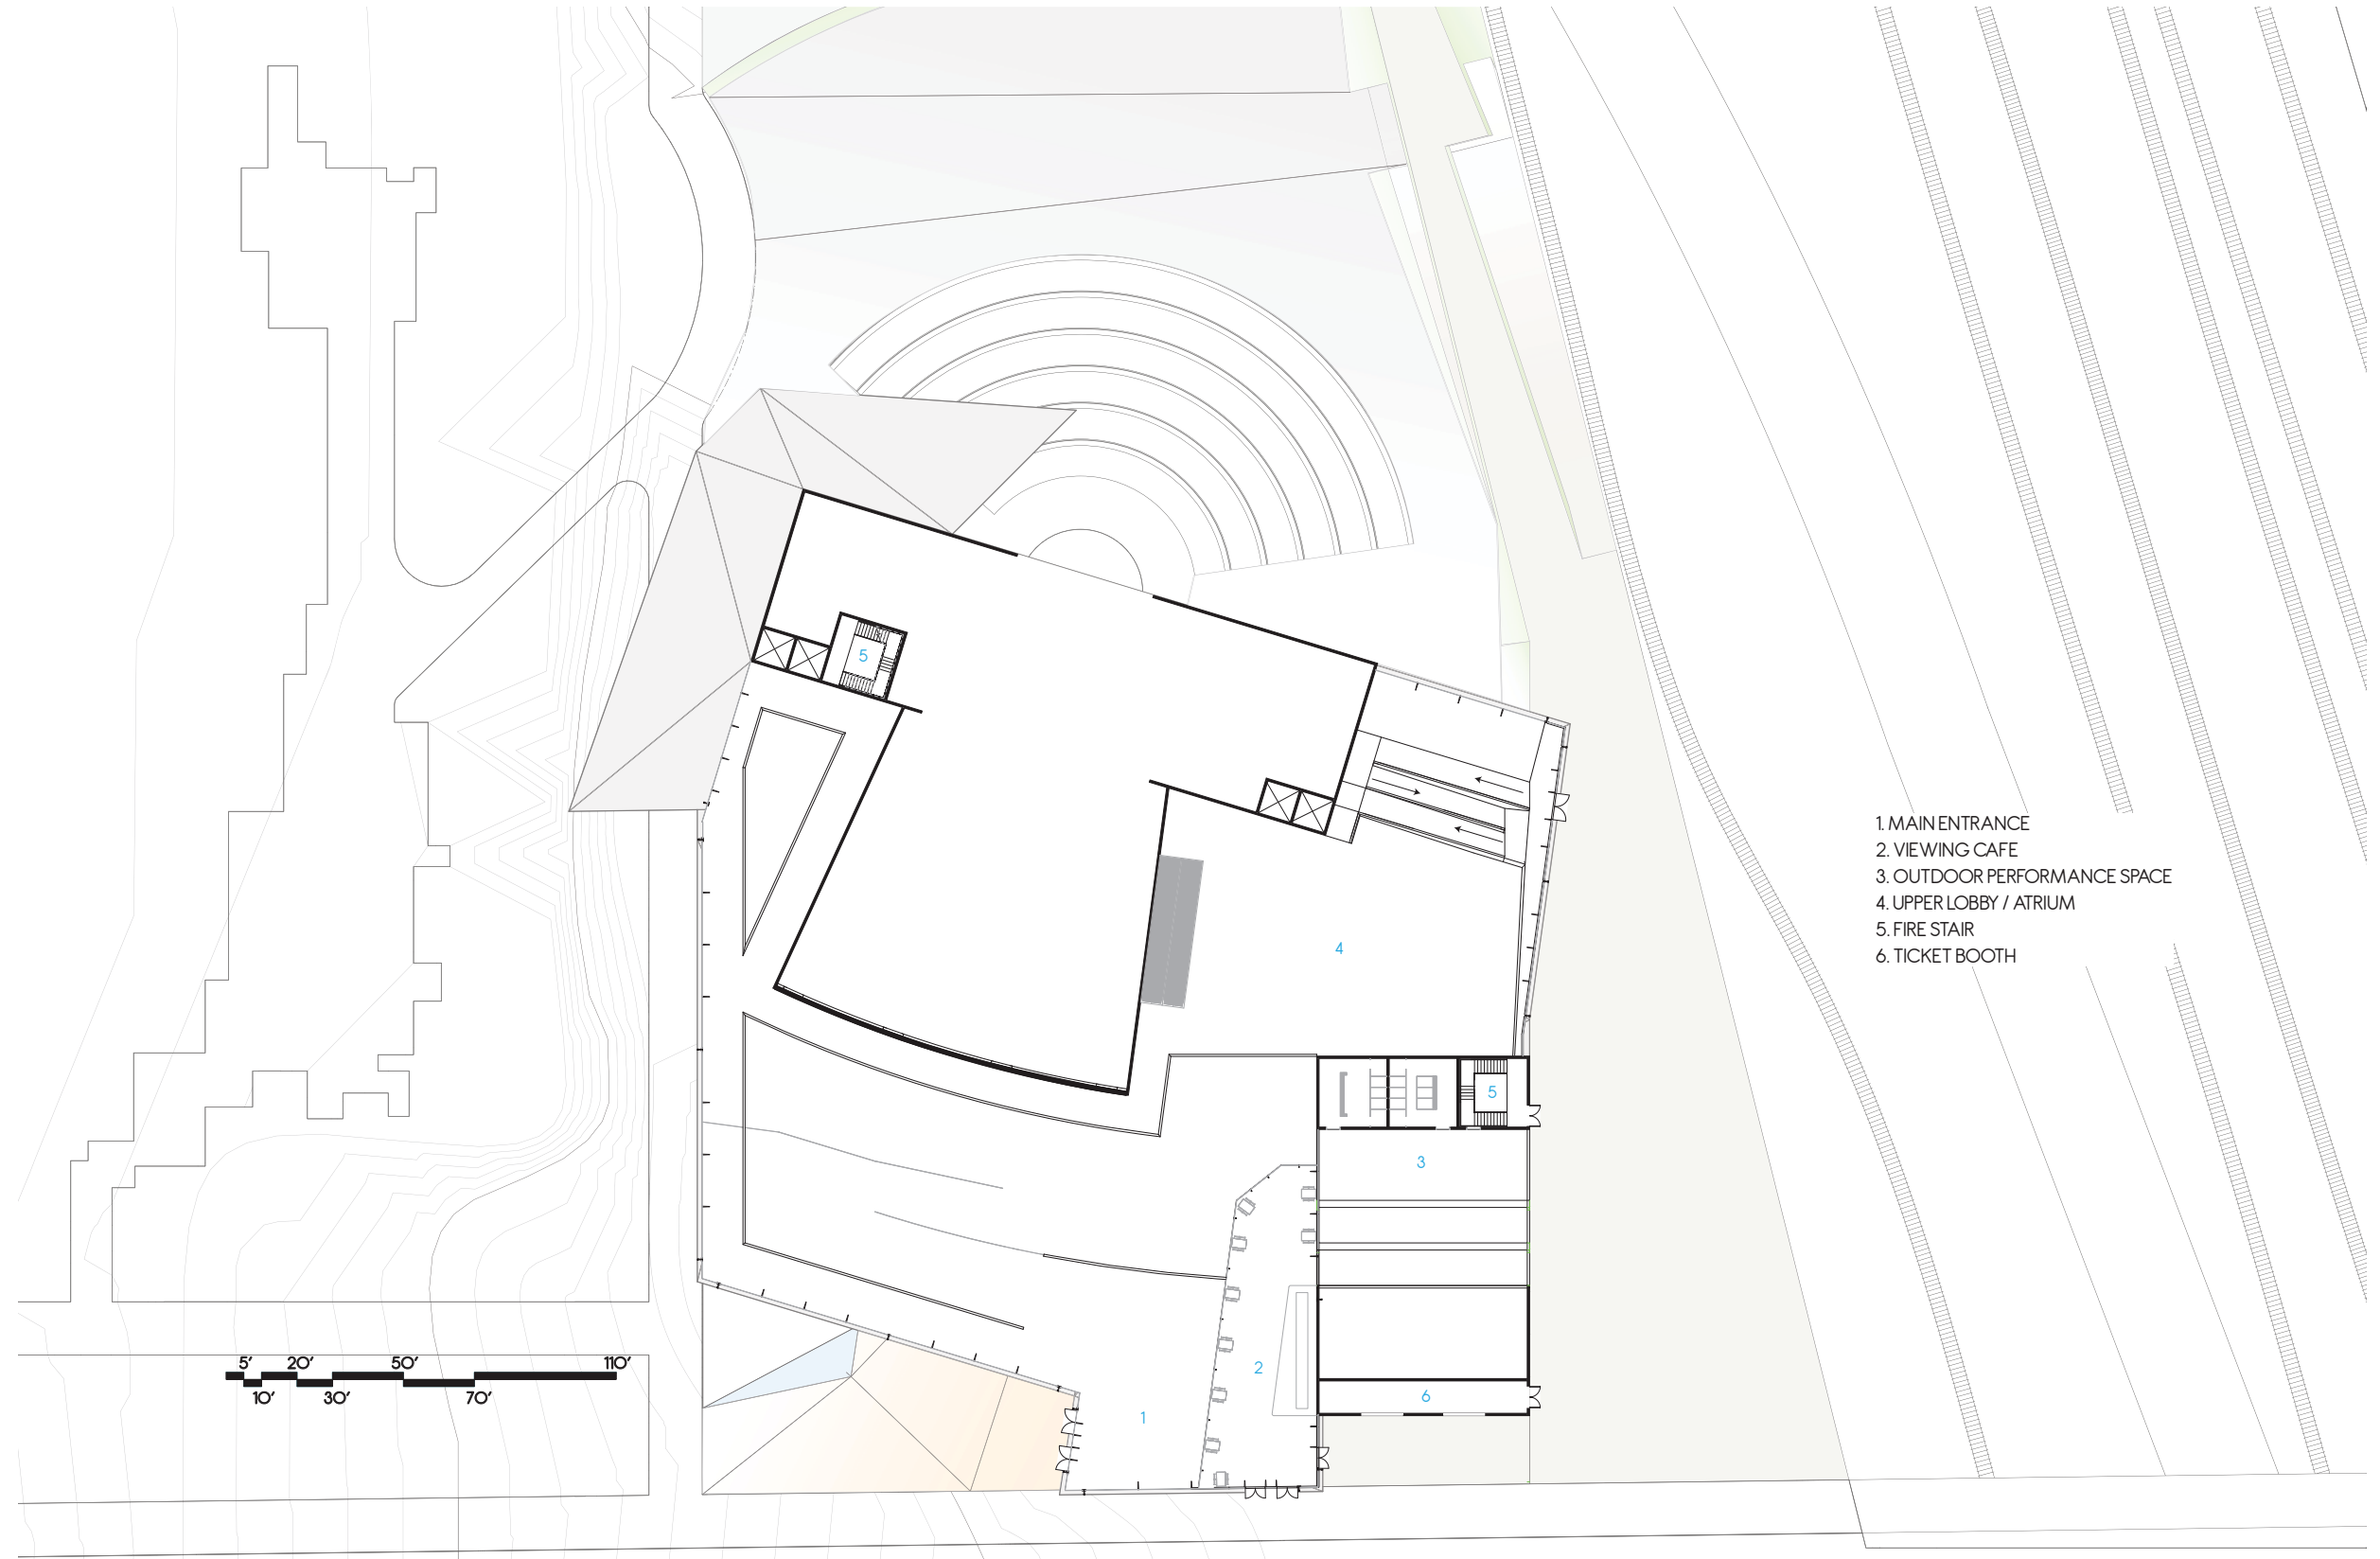 5
4
1. MAIN ENTRANCE
2. VIEWING CAFE
3. OUTDOOR PERFORMANCE SPACE
4. UPPER LOBBY / ATRIUM
5. FIRE STAIR
6. TICKET BOOTH
5
3
5' 20' 50' 110'
10' 30' 70'
2
6
1